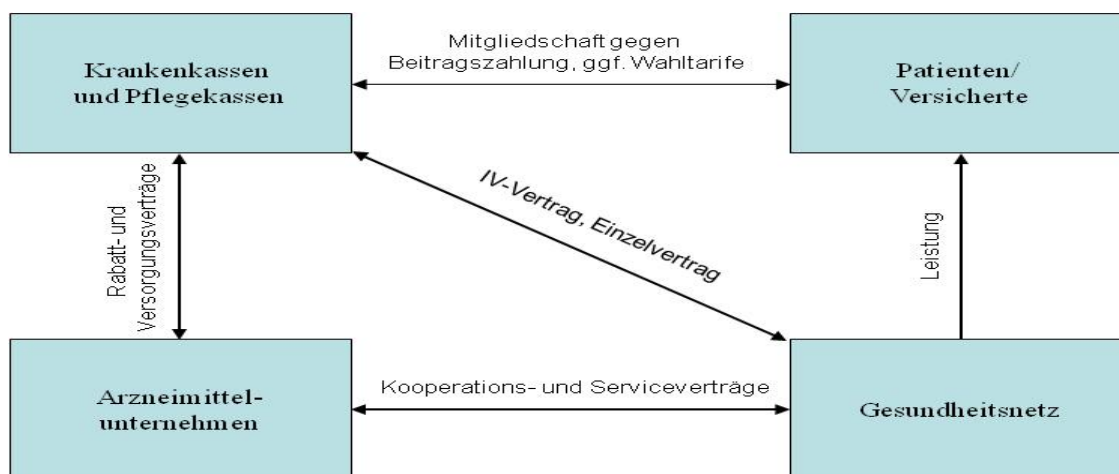 Krankenkassen
und Pflegekassen
Mitgliedschaft gegen
Beitragszahlung, ggf. Wahltarife
Patienten/
Versicherte
Rabatt- und
Versorgungsverträge
IV-Vertrag, Einzelvertrag
Leistung
Arzneimittel-
unternehmen
Kooperations- und Serviceverträge
Gesundheitsnetz